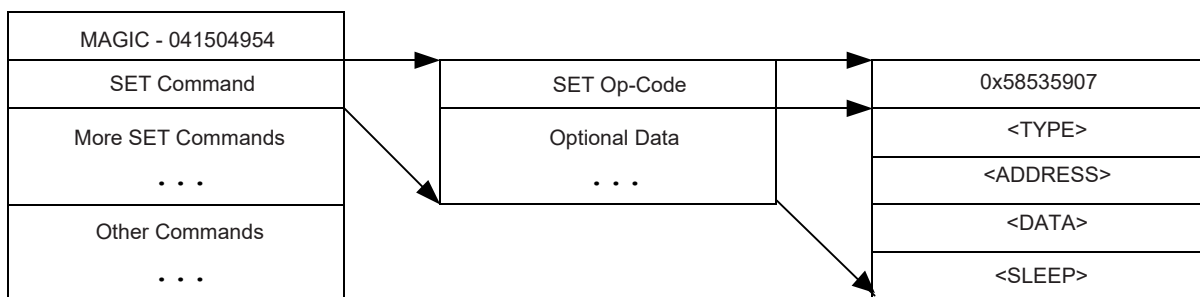 MAGIC - 041504954
SET Command
More SET Commands
. . .
Other Commands
. . .
SET Op-Code
Optional Data
. . .
0x58535907
<TYPE>
<ADDRESS>
<DATA>
<SLEEP>